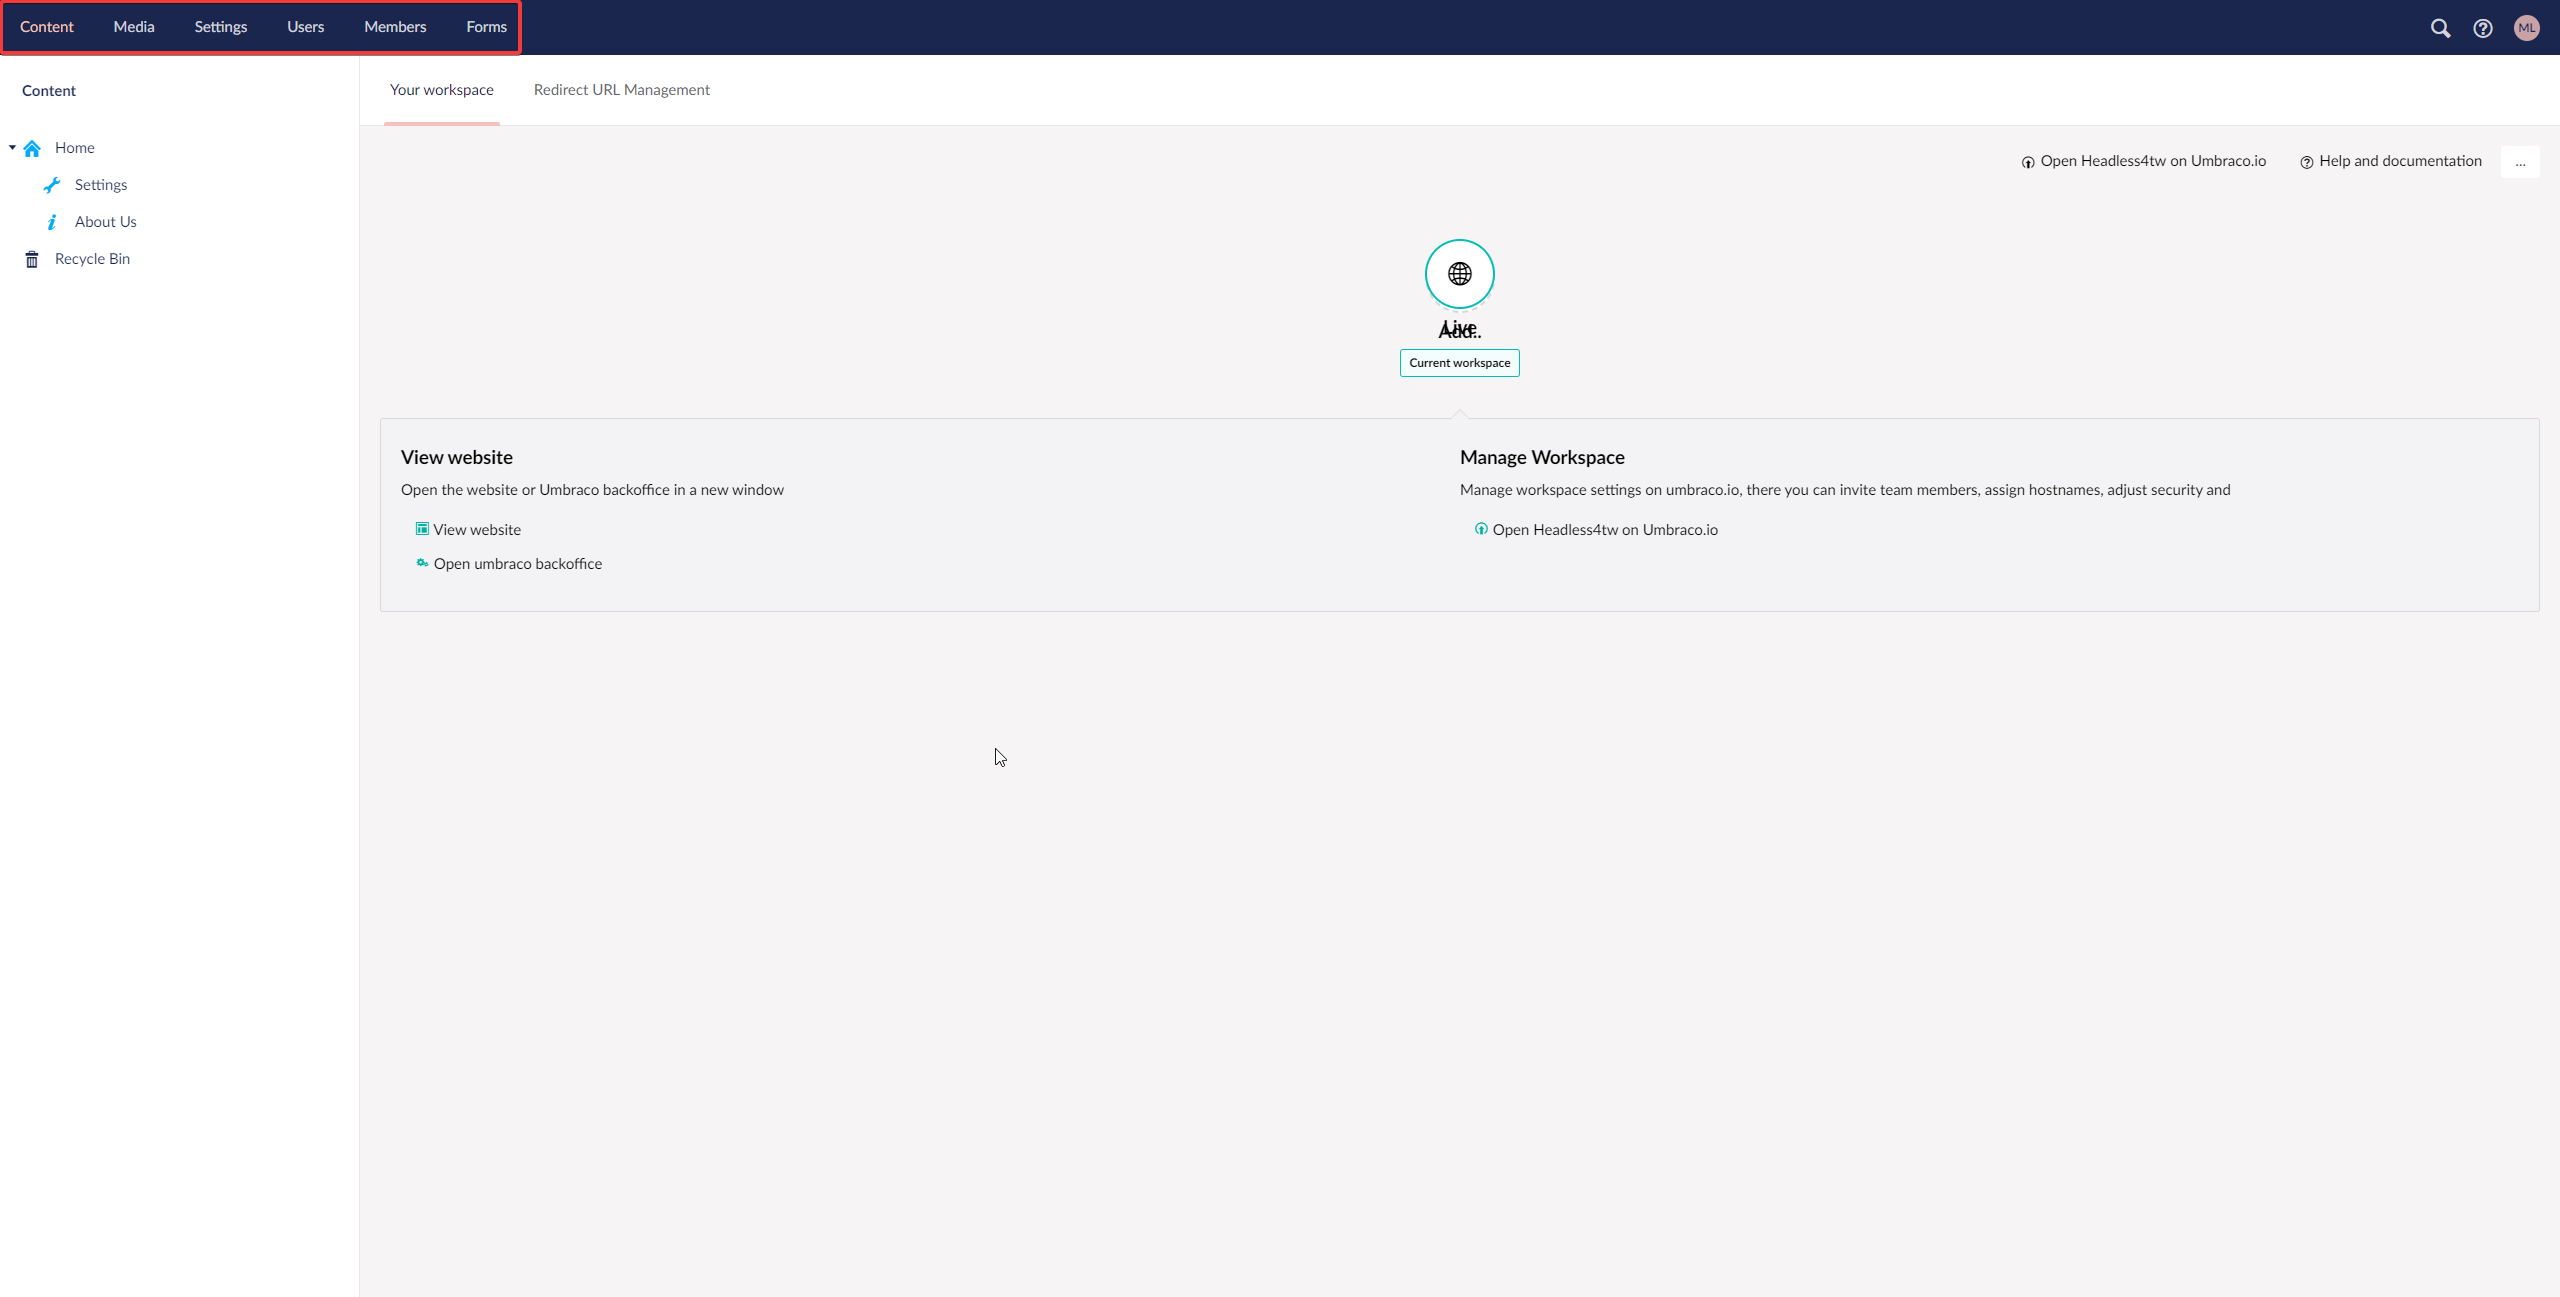 Content Media Settings Users Members Forms
ML
Content
Your workspace Redirect URL Management
Home
Settings
About Us
Recycle Bin
Open Headless4tw on Umbraco.io Help and documentation ...
Live
Add..
Current workspace
View website
Open the website or Umbraco backoffice in a new window
View website
Open umbraco backoffice
Manage Workspace
Manage workspace settings on umbraco.io, there you can invite team members, assign hostnames, adjust security and
Open Headless4tw on Umbraco.io